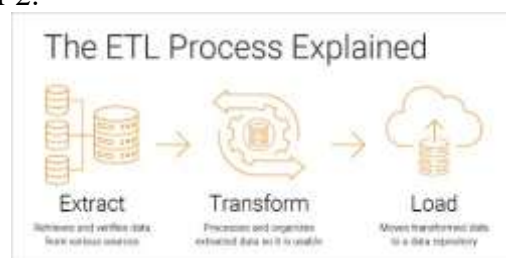 2.
The ETL Process Explained
Extract
Transform
Load
Retrieves and verifies data
from various sources
Processes and organizes
extracted data so it is usable
Moves transformed data
to a data repository